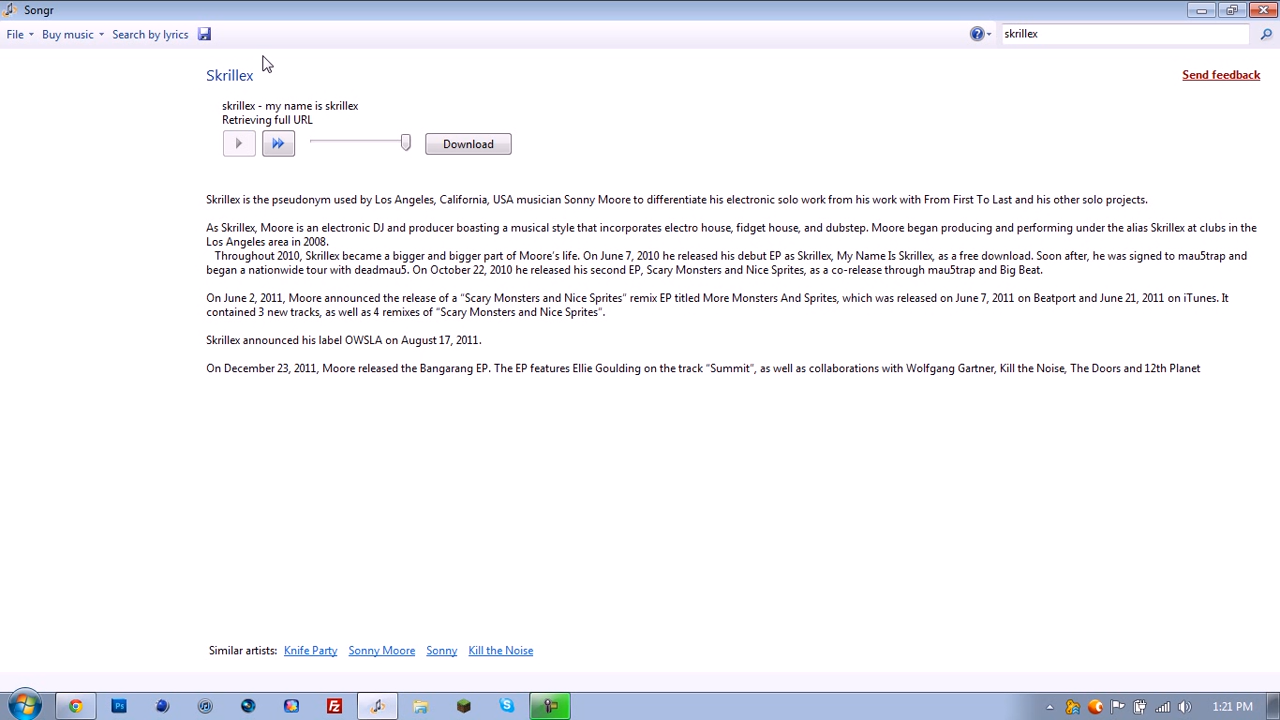 Songr
File Buy music Search by lyrics skrillex
Skrillex
Send feedback
skrillex - my name is skrillex
Retrieving full URL
Download
Skrillex is the pseudonym used by Los Angeles, California, USA musician Sonny Moore to differentiate his electronic solo work from his work with From First To Last and his other solo projects.
As Skrillex, Moore is an electronic DJ and producer boasting a musical style that incorporates electro house, fidget house, and dubstep. Moore began producing and performing under the alias Skrillex at clubs in the
Los Angeles area in 2008.
Throughout 2010, Skrillex became a bigger and bigger part of Moore's life. On June 7, 2010 he released his debut EP as Skrillex, My Name Is Skrillex, as a free download. Soon after, he was signed to mau5trap and
began a nationwide tour with deadmau5. On October 22, 2010 he released his second EP, Scary Monsters and Nice Sprites, as a co-release through mau5trap and Big Beat.
On June 2, 2011, Moore announced the release of a "Scary Monsters and Nice Sprites" remix EP titled More Monsters And Sprites, which was released on June 7, 2011 on Beatport and June 21, 2011 on iTunes. It
contained 3 new tracks, as well as 4 remixes of "Scary Monsters and Nice Sprites".
Skrillex announced his label OWSLA on August 17, 2011.
On December 23, 2011, Moore released the Bangarang EP. The EP features Ellie Goulding on the track "Summit", as well as collaborations with Wolfgang Gartner, Kill the Noise, The Doors and 12th Planet
Similar artists: Knife Party Sonny Moore Sonny Kill the Noise
Ps Fz S 1:21 PM